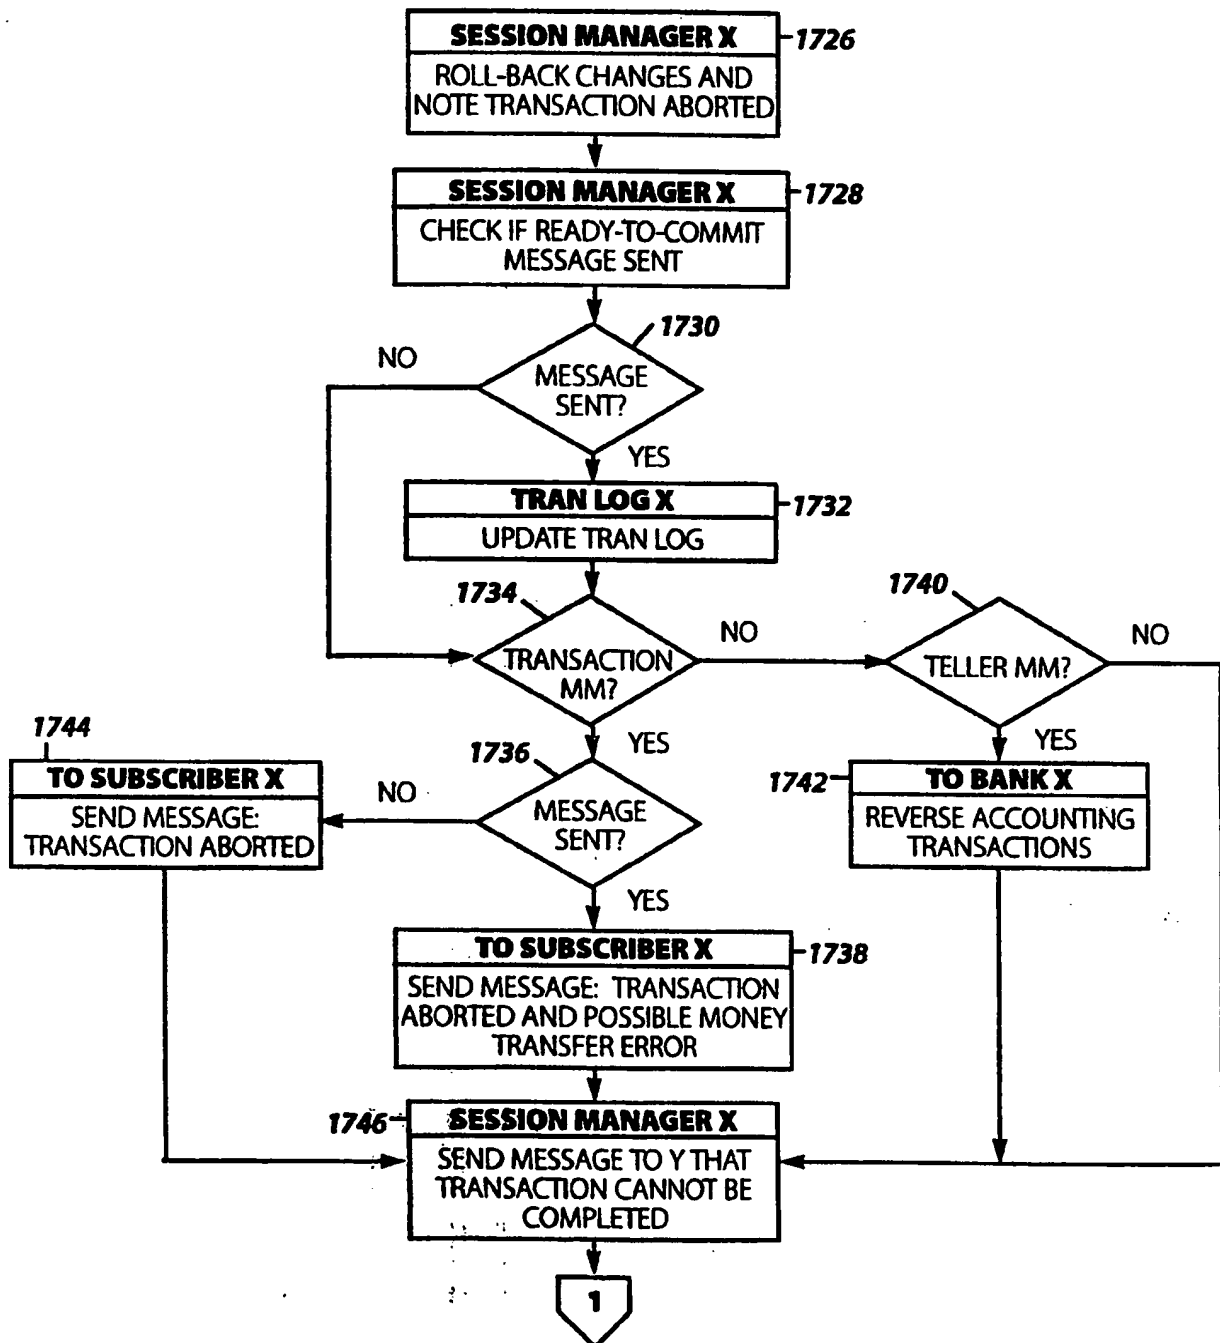 SESSION MANAGER X
1726
ROLL-BACK CHANGES AND
NOTE TRANSACTION ABORTED
SESSION MANAGER X
1728
CHECK IF READY-TO-COMMIT
MESSAGE SENT
1730
NO
MESSAGE
SENT?
YES
TRAN LOG X
1732
UPDATE TRAN LOG
1734
1740
TRANSACTION
MM?
NO
TELLER MM?
NO
YES
YES
1744
1736
1742
TO SUBSCRIBER X
SEND MESSAGE:
TRANSACTION ABORTED
NO
MESSAGE
SENT?
TO BANK X
REVERSE ACCOUNTING
TRANSACTIONS
YES
TO SUBSCRIBER X
1738
SEND MESSAGE: TRANSACTION
ABORTED AND POSSIBLE MONEY
TRANSFER ERROR
1746
SESSION MANAGER X
SEND MESSAGE TO Y THAT
TRANSACTION CANNOT BE
COMPLETED
1